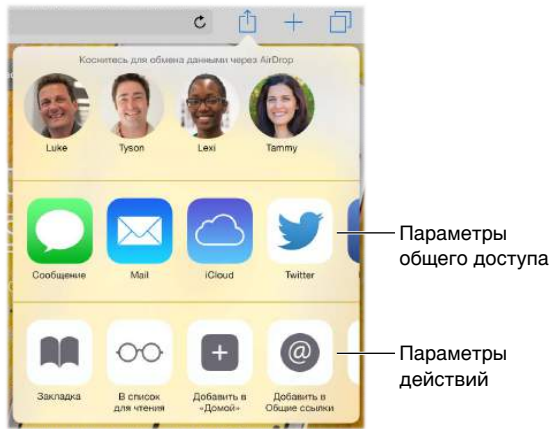 Коснитесь для обмена данными через AirDrop
Luke
Tyson
Lexi
Tammy
Сообщение
Mail
iCloud
Twitter
Параметры
общего доступа
Закладка
В список
для чтения
Добавить в
«Домой»
Добавить в
Общие ссылки
@
Параметры
действий